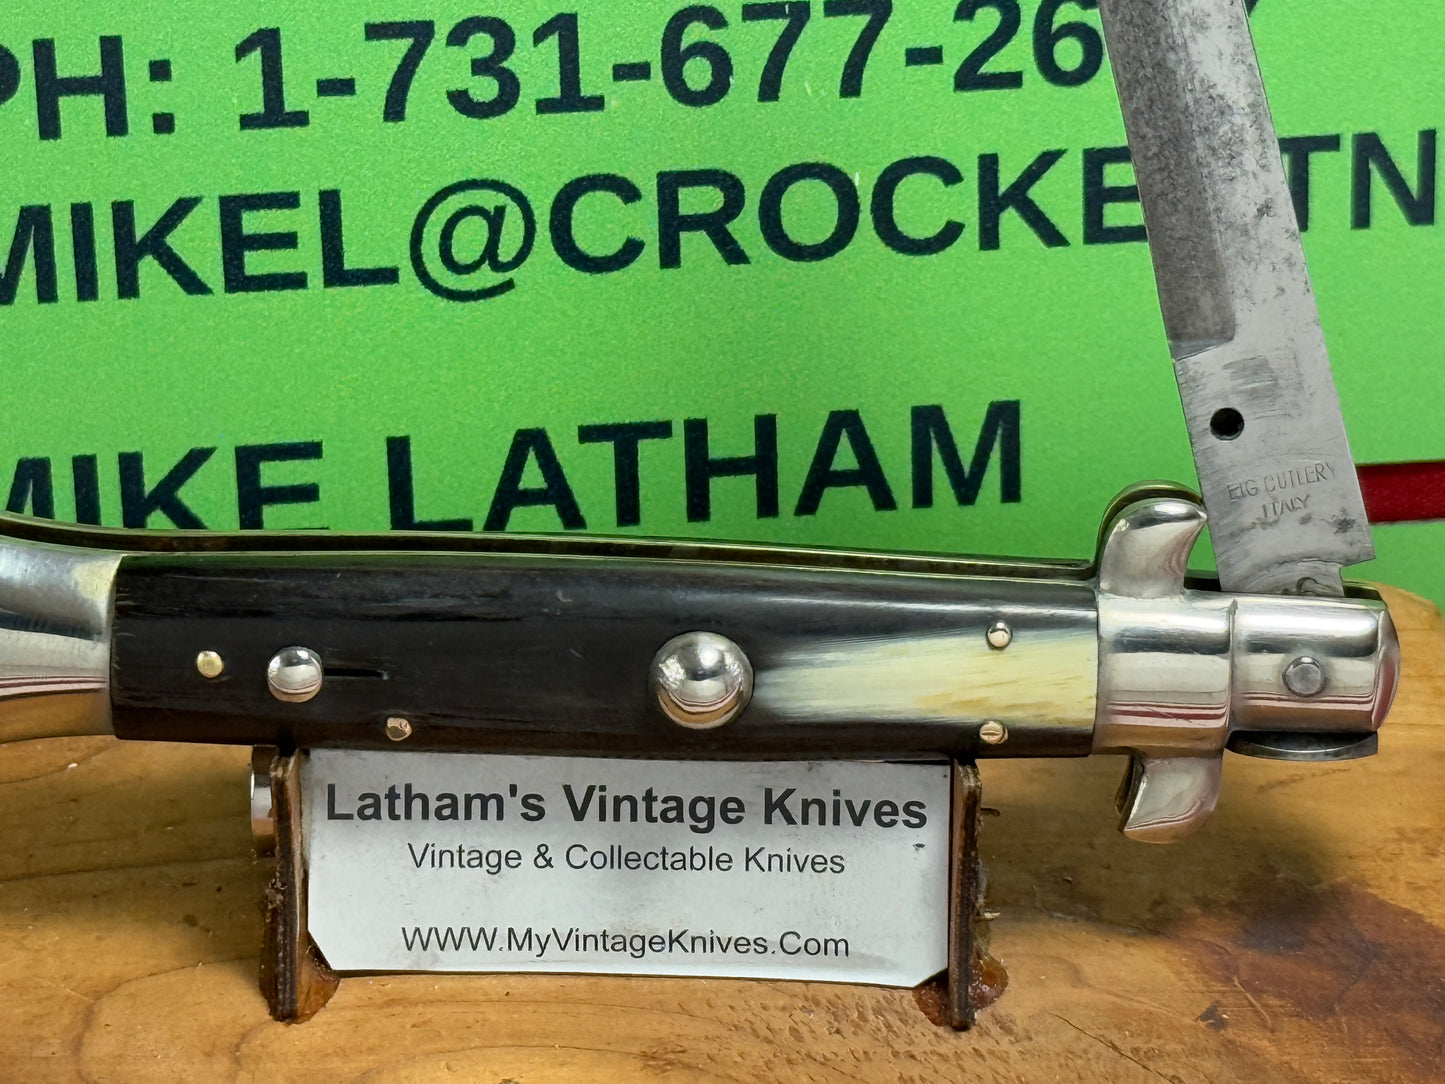 PH: 1-731-677-26
MIKEL@CROCKE TN
MIKE LATHAM
EIG CUTLERY
ITALY
Latham's Vintage Knives
Vintage & Collectable Knives
WWW.MyVintageKnives.Com